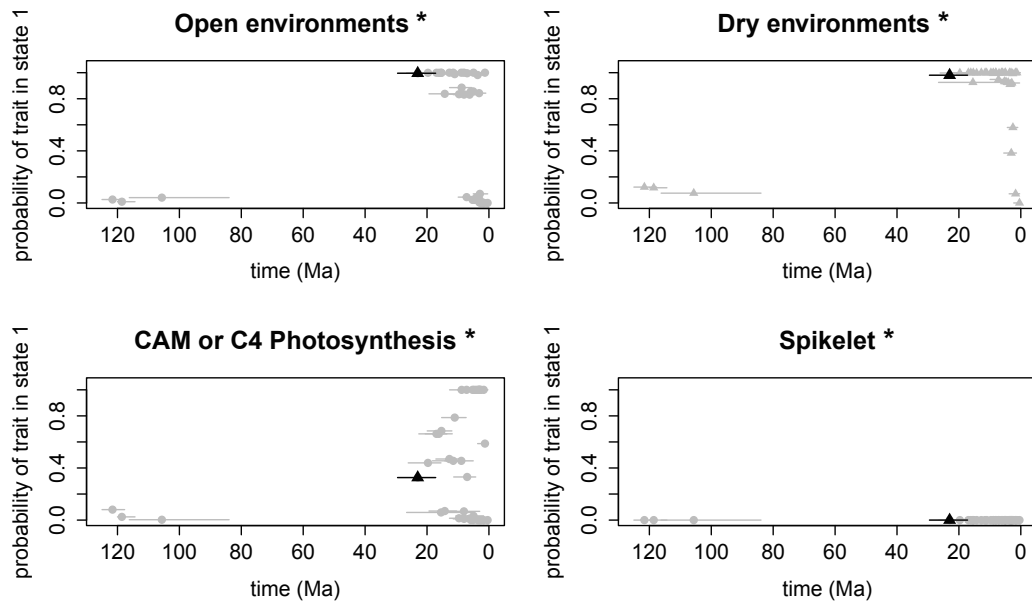 Open environments *
probability of trait in state 1
0.0 0.4 0.8
120 100 80 60 40 20 0
time (Ma)
Dry environments *
probability of trait in state 1
0.0 0.4 0.8
120 100 80 60 40 20 0
time (Ma)
CAM or C4 Photosynthesis *
probability of trait in state 1
0.0 0.4 0.8
120 100 80 60 40 20 0
time (Ma)
Spikelet *
probability of trait in state 1
0.0 0.4 0.8
120 100 80 60 40 20 0
time (Ma)